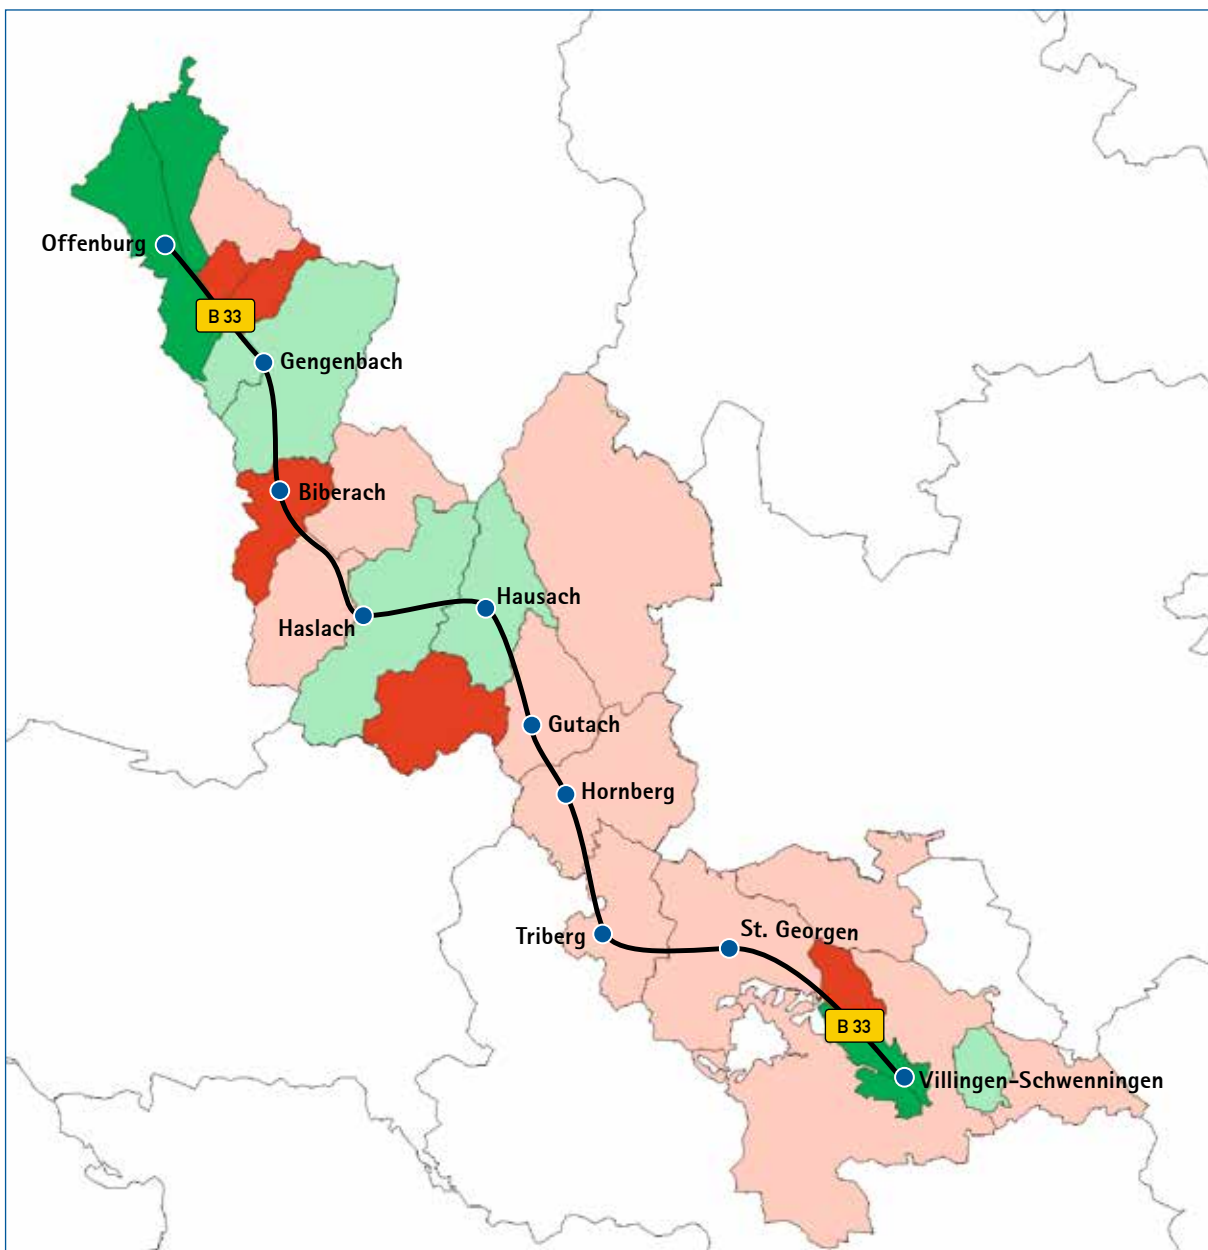 Offenburg
B 33
Gengenbach
Biberach
Hausach
Haslach
Gutach
Hornberg
St. Georgen
Triberg
B 33
Villingen-Schwenningen